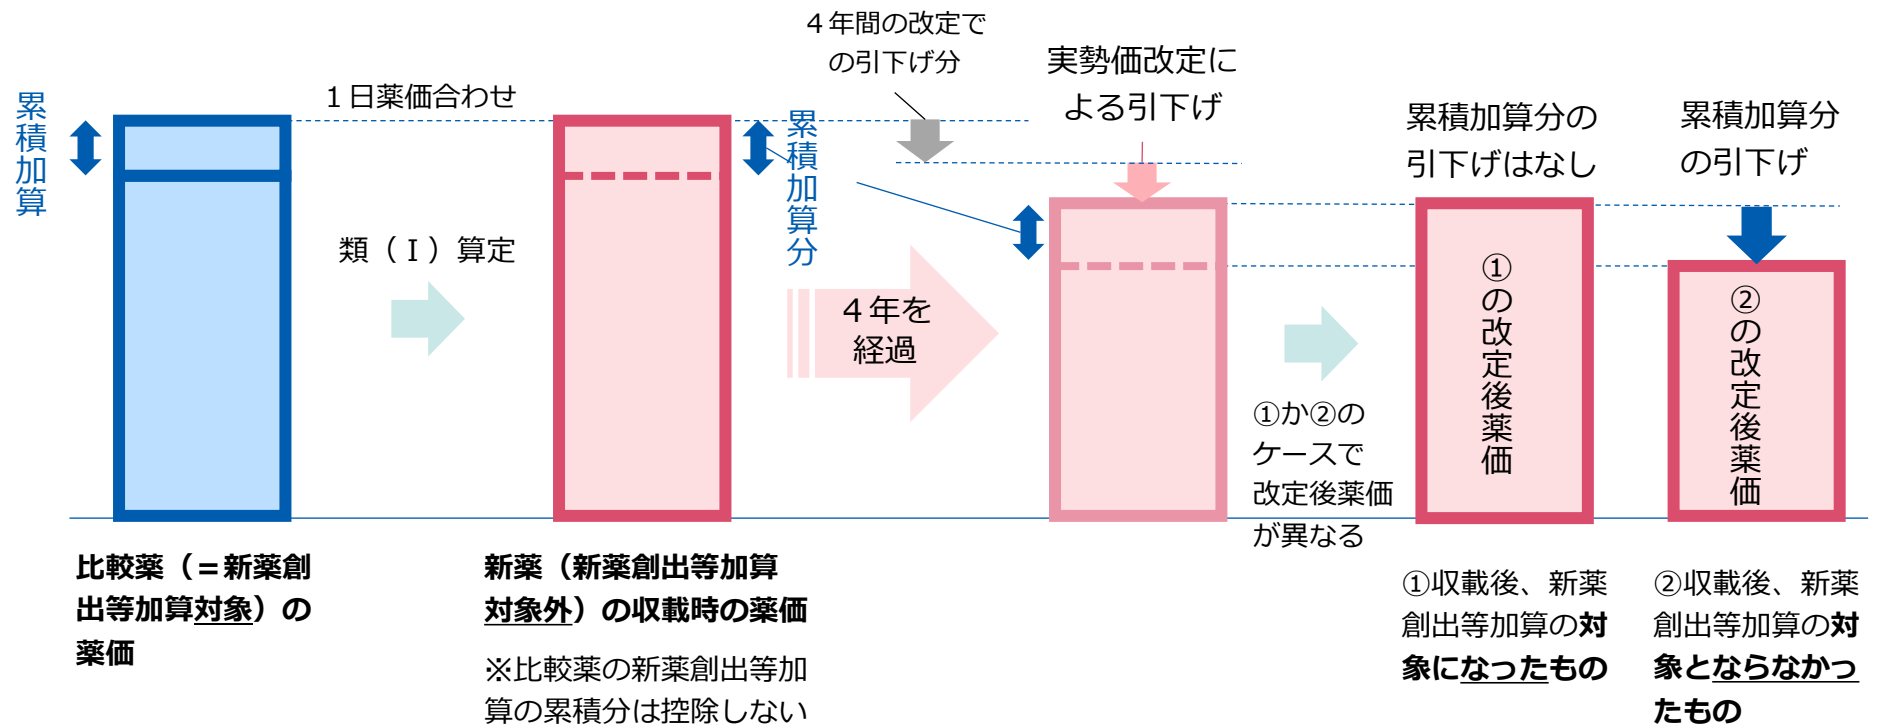 累積加算
１日薬価合わせ
類（Ⅰ）算定
累積加算分
４年間の改定で
の引下げ分
４年を
経過
実勢価改定に
よる引下げ
①か②の
ケースで
改定後薬価
が異なる
累積加算分の
引下げはなし
①の改定後薬価
累積加算分
の引下げ
②の改定後薬価
比較薬（＝新薬創
出等加算対象）の
薬価
新薬（新薬創出等加算
対象外）の収載時の薬価
※比較薬の新薬創出等加
算の累積分は控除しない
①収載後、新薬
創出等加算の対
象になったもの
②収載後、新薬
創出等加算の対
象とならなかっ
たもの